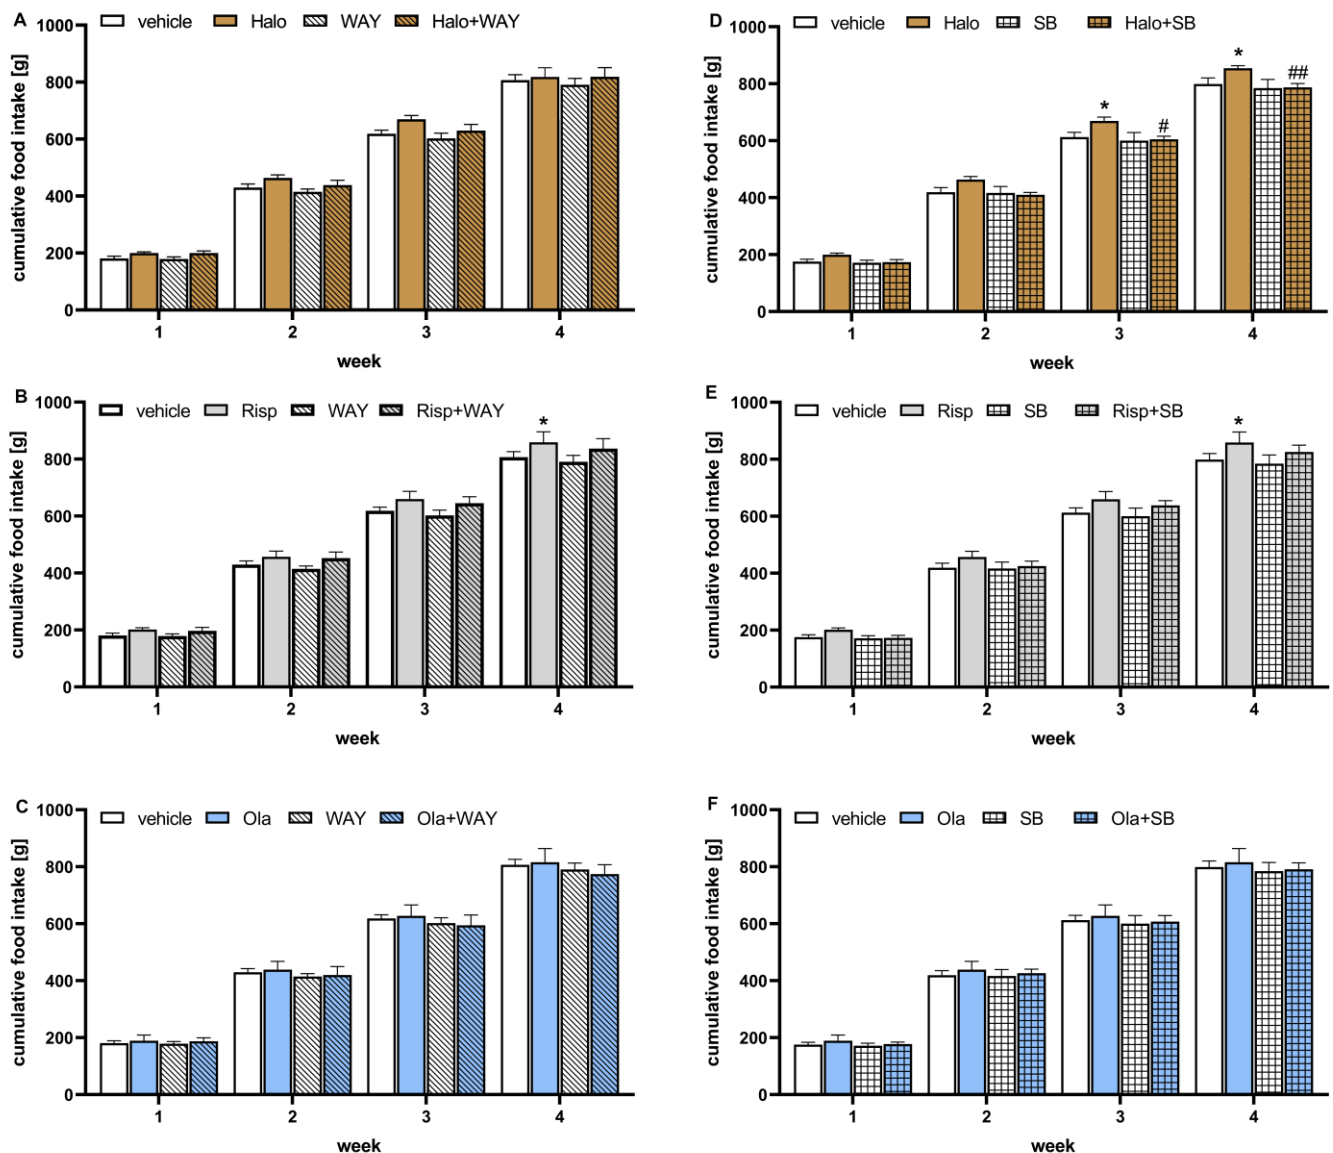 A
vehicle Halo WAY Halo+WAY
cumulative food intake [g]
1000
800
600
400
200
0
1 2 3 4
week
D
vehicle Halo SB Halo+SB
cumulative food intake [g]
1000
800
600
400
200
0
* # * ##
1 2 3 4
week
B
vehicle Risp WAY Risp+WAY
cumulative food intake [g]
1000
800
600
400
200
0
*
1 2 3 4
week
E
vehicle Risp SB Risp+SB
cumulative food intake [g]
1000
800
600
400
200
0
*
1 2 3 4
week
C
vehicle Ola WAY Ola+WAY
cumulative food intake [g]
1000
800
600
400
200
0
1 2 3 4
week
F
vehicle Ola SB Ola+SB
cumulative food intake [g]
1000
800
600
400
200
0
1 2 3 4
week